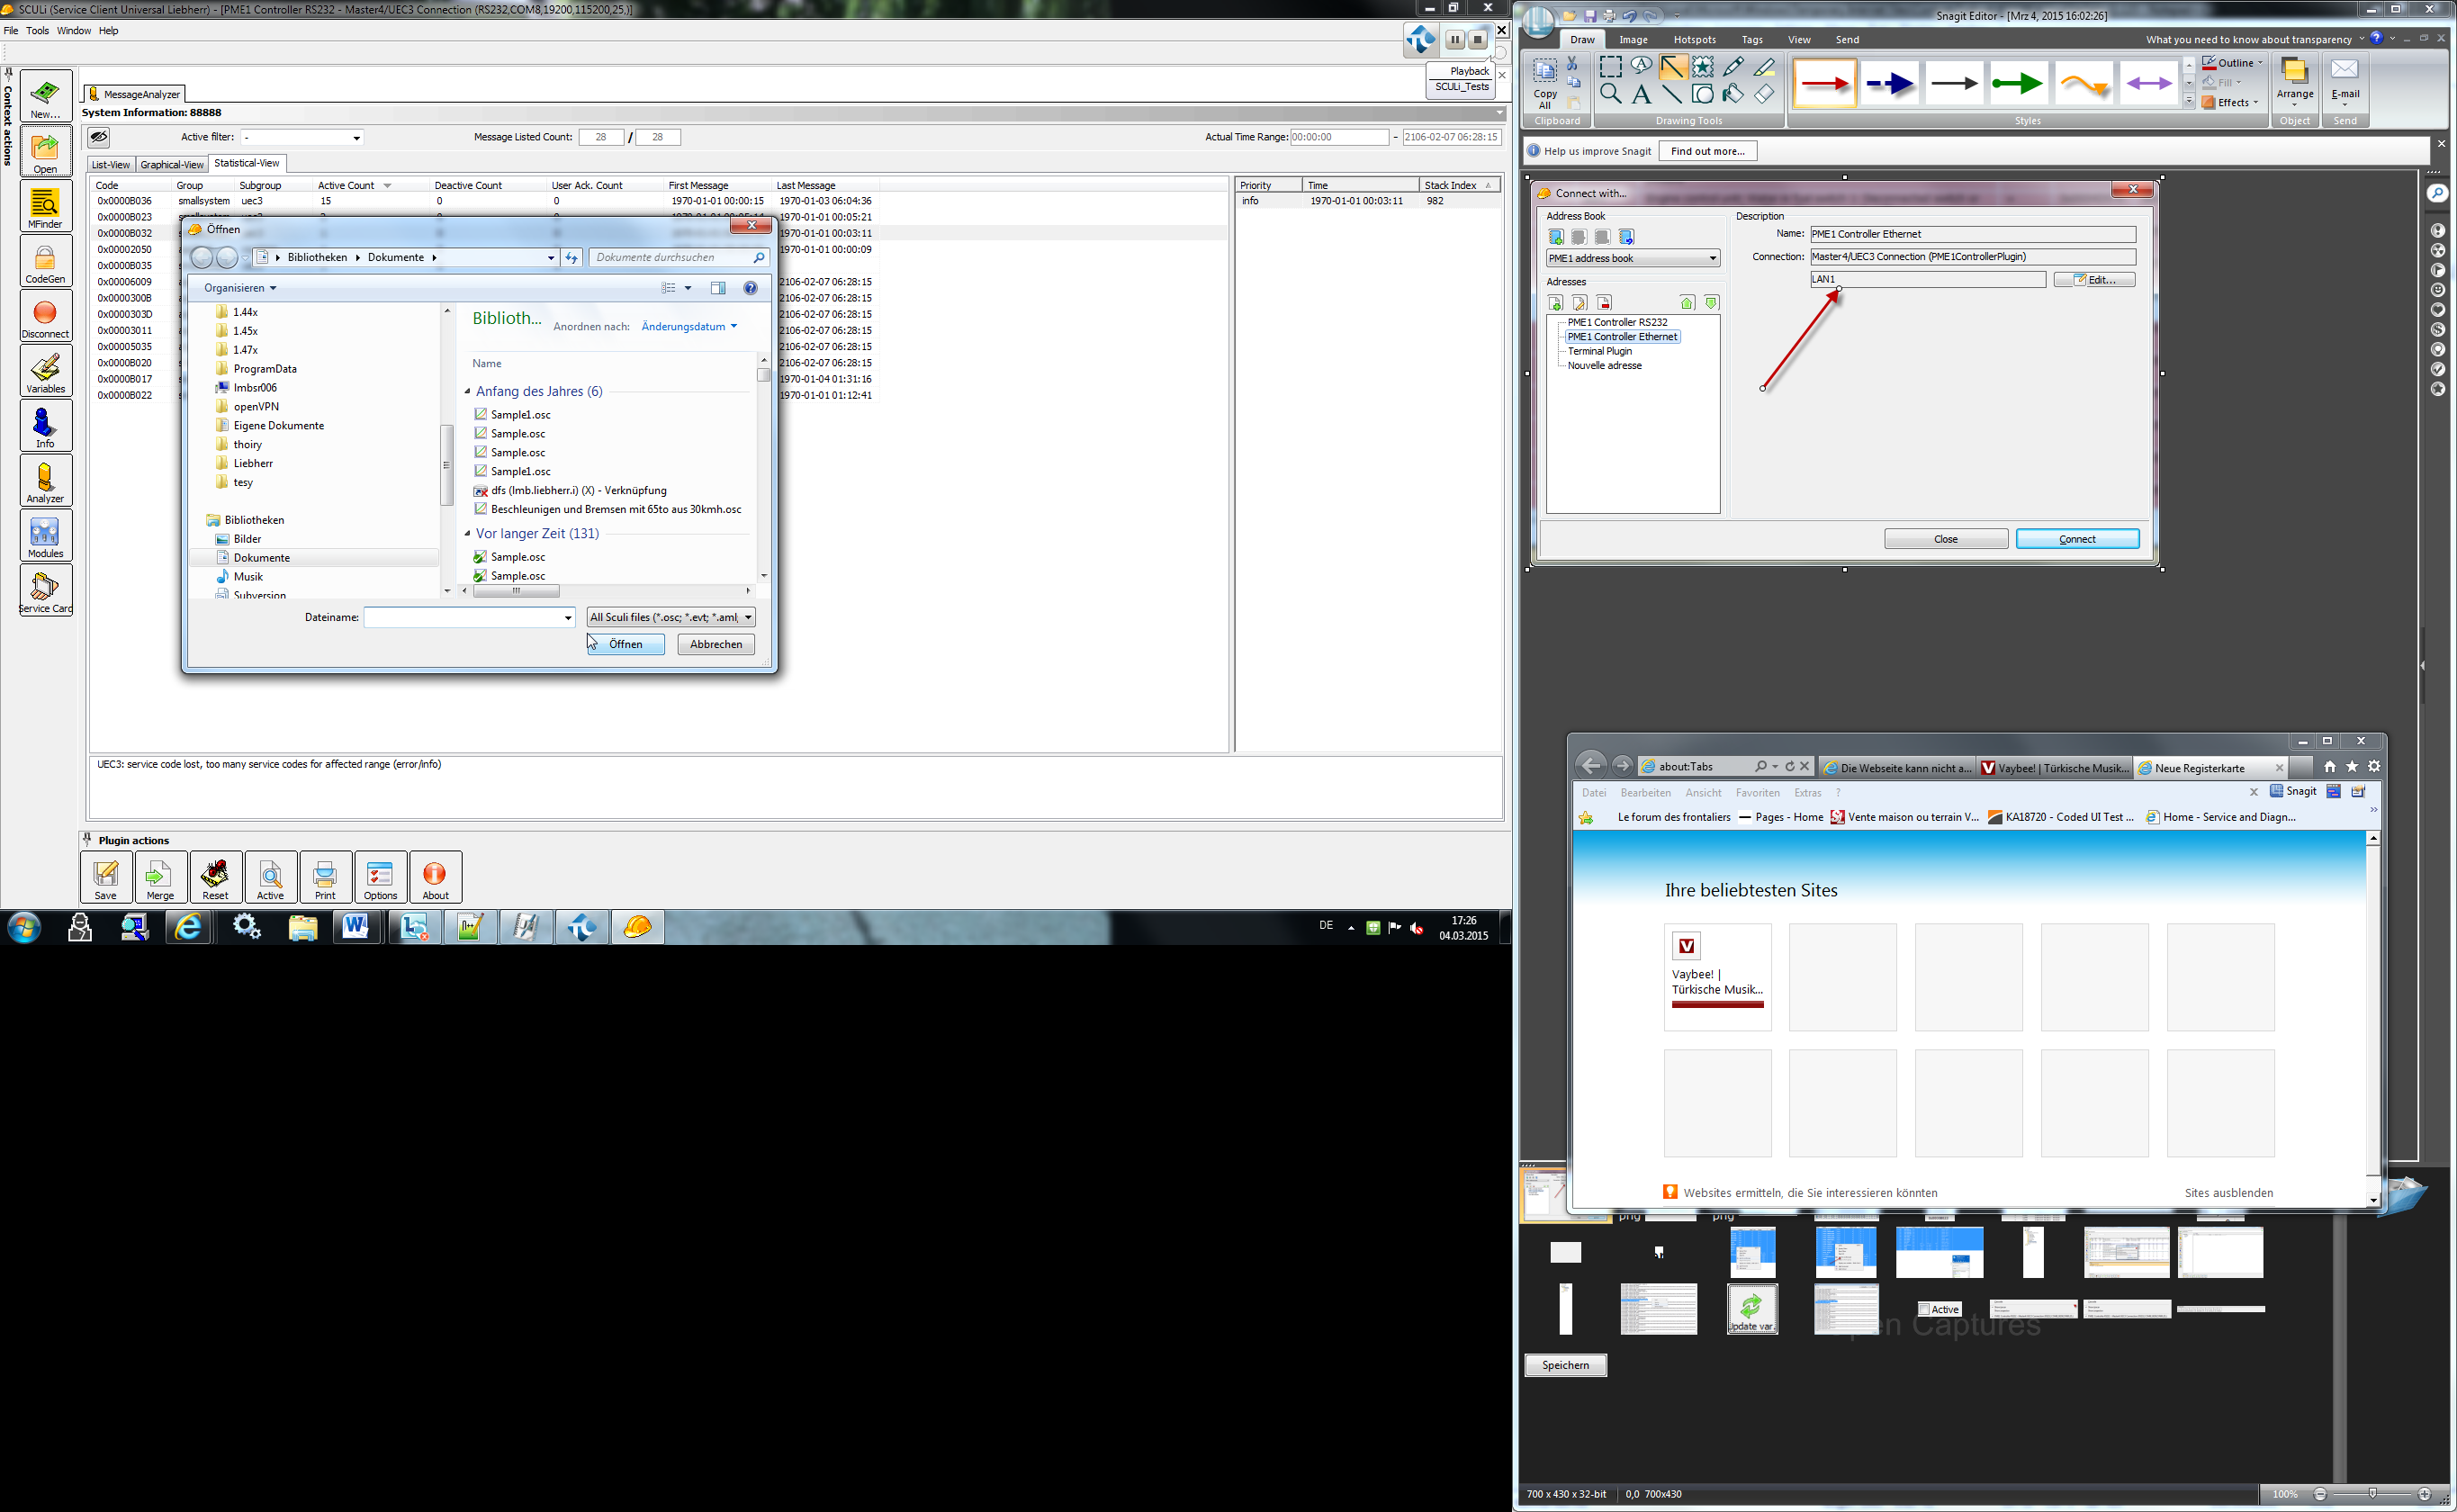 SCULi (Service Client Universal Liebherr) - [PME1 Controller RS232 - Master4/UEC3 Connection (RS232,COM8,19200,115200,25,)]
File Tools Window Help
Playback
SCULi_Tests
Context actions
New...
Open
MFinder
CodeGen
Disconnect
Variables
Info
Analyzer
Modules
Service Card
MessageAnalyzer
System Information: 88888
Active filter: -
Message Listed Count: 28 / 28
Actual Time Range: 00:00:00 - 2106-02-07 06:28:15
List-View Graphical-View Statistical-View
Code Group Subgroup Active Count Deactive Count User Ack. Count First Message Last Message
0x0000B036 smallsystem uec3 15 0 0 1970-01-01 00:00:15 1970-01-03 06:04:36
0x0000B023 1970-01-01 00:05:21
0x0000B032 1970-01-01 00:03:11
0x00002050 1970-01-01 00:00:09
0x0000B035
0x00006009 2106-02-07 06:28:15
0x0000300B 2106-02-07 06:28:15
0x0000303D 2106-02-07 06:28:15
0x00003011 2106-02-07 06:28:15
0x00005035 2106-02-07 06:28:15
0x0000B020 2106-02-07 06:28:15
0x0000B017 1970-01-04 01:31:16
0x0000B022 1970-01-01 01:12:41
Priority Time Stack Index
info 1970-01-01 00:03:11 982
Öffnen
Bibliotheken Dokumente
Dokumente durchsuchen
Organisieren
1.44x
1.45x
1.47x
ProgramData
lmbsr006
openVPN
Eigene Dokumente
thoiry
Liebherr
tesy
Bibliotheken
Bilder
Dokumente
Musik
Subversion
Biblioth... Anordnen nach: Änderungsdatum
Name
Anfang des Jahres (6)
Sample1.osc
Sample.osc
Sample.osc
Sample1.osc
dfs (lmb.liebherr.i) (X) - Verknüpfung
Beschleunigen und Bremsen mit 65to aus 30kmh.osc
Vor langer Zeit (131)
Sample.osc
Sample.osc
Dateiname:
All Sculi files (*.osc; *.evt; *.aml,
Öffnen Abbrechen
UEC3: service code lost, too many service codes for affected range (error/info)
Plugin actions
Save Merge Reset Active Print Options About
DE
17:26
04.03.2015
Snagit Editor - [Mrz 4, 2015 16:02:26]
Draw Image Hotspots Tags View Send
What you need to know about transparency
Copy All
Clipboard
Drawing Tools
Styles
Outline
Fill
Effects
Arrange
Object
E-mail
Send
Help us improve Snagit Find out more...
Connect with...
Address Book
PME1 address book
Adresses
PME1 Controller RS232
PME1 Controller Ethernet
Terminal Plugin
Nouvelle adresse
Description
Name: PME1 Controller Ethernet
Connection: Master4/UEC3 Connection (PME1ControllerPlugin)
LAN1
Edit...
Close Connect
about:Tabs
Die Webseite kann nicht a...
Vaybee! | Türkische Musik...
Neue Registerkarte
Datei Bearbeiten Ansicht Favoriten Extras ?
Snagit
Le forum des frontaliers
Pages - Home
Vente maison ou terrain V...
KA18720 - Coded UI Test ...
Home - Service and Diagn...
Ihre beliebtesten Sites
Vaybee! |
Türkische Musik...
Websites ermitteln, die Sie interessieren könnten
Sites ausblenden
png png
Update var.
Active
en Captures
Speichern
700 x 430 x 32-bit 0,0 700x430
100%